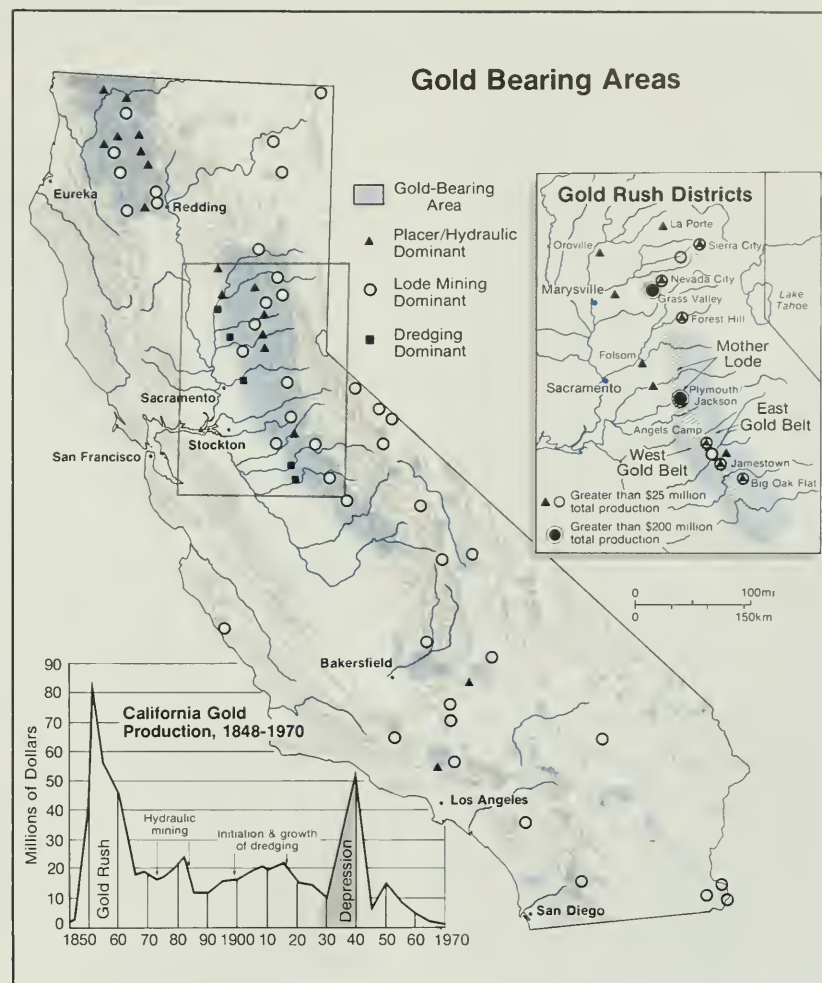 Gold Bearing Areas
Eureka
Redding
Gold-Bearing
Area
Placer/Hydraulic
Dominant
Lode Mining
Dominant
Dredging
Dominant
Sacramento
Stockton
San Francisco
Bakersfield
Los Angeles
San Diego
Gold Rush Districts
La Porte
Oroville
Sierra City
Nevada City
Marysville
Grass Valley
Lake
Tahoe
Forest Hill
Mother
Lode
Folsom
Sacramento
Plymouth
Jackson
East
Gold Belt
Angels Camp
West
Gold Belt
Jamestown
Big Oak Flat
Greater than $25 million
total production
Greater than $200 million
total production
0 100mi
0 150km
California Gold
Production, 1848-1970
Millions of Dollars
90
80
70
60
50
40
30
20
10
0
Hydraulic
mining
Initiation & growth
of dredging
Gold Rush
Depression
1850 60 70 80 90 1900 10 20 30 40 50 60 1970